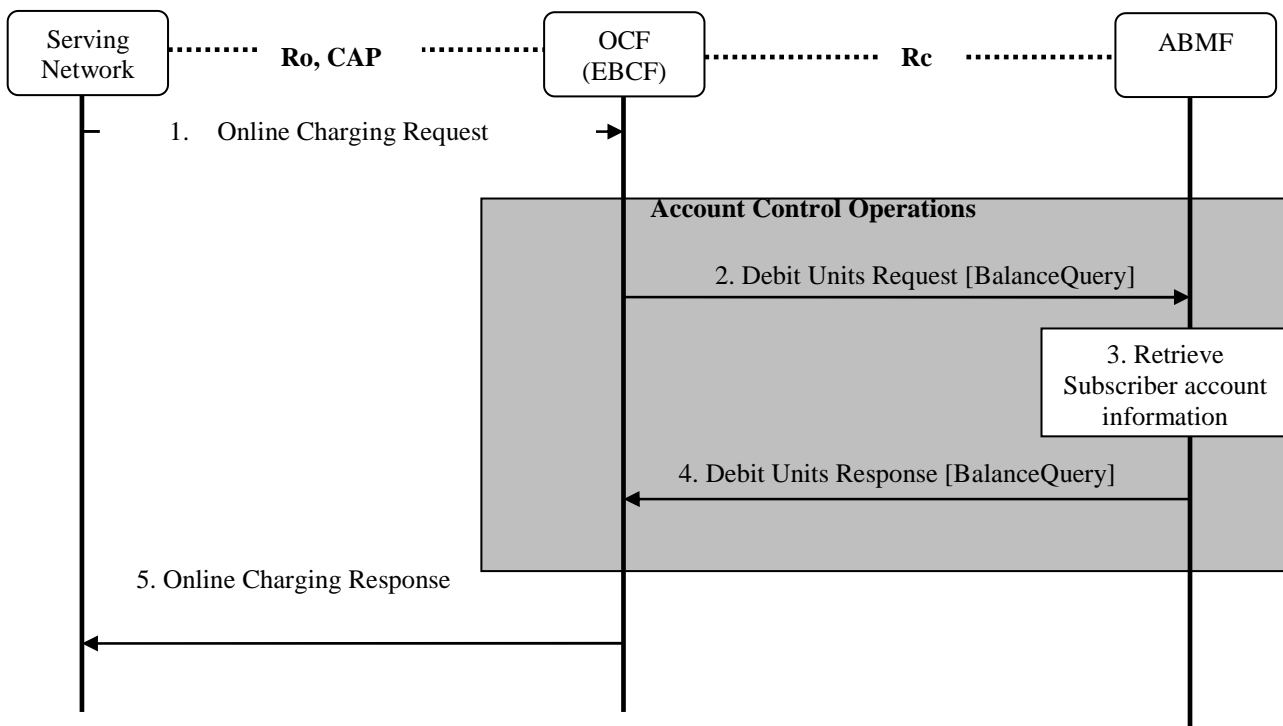 Serving
Network
Ro, CAP
OCF
(EBCF)
Rc
ABMF
1. Online Charging Request
Account Control Operations
2. Debit Units Request [BalanceQuery]
3. Retrieve
Subscriber account
information
4. Debit Units Response [BalanceQuery]
5. Online Charging Response